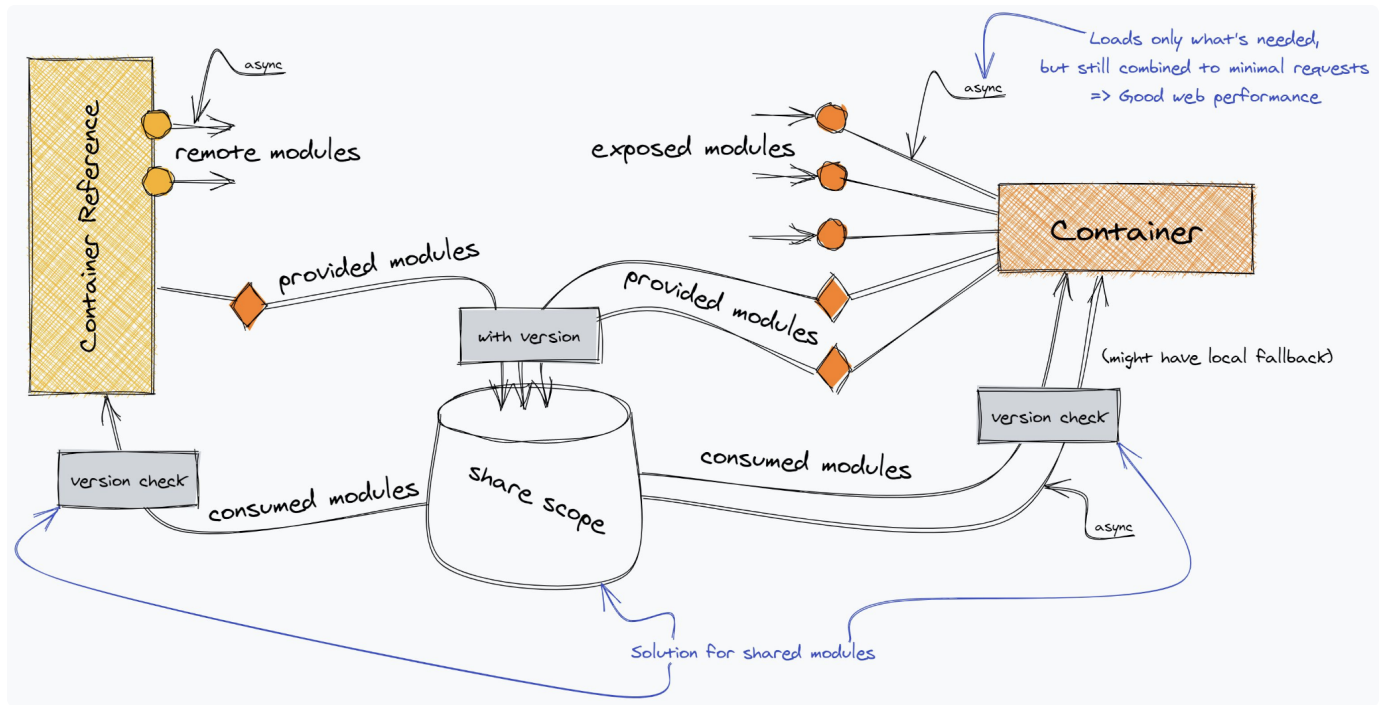 Loads only what's needed,
but still combined to minimal requests
=> Good web performance
async
async
Container Reference
remote modules
exposed modules
Container
provided modules
provided modules
with version
(might have local fallback)
version check
version check
consumed modules
consumed modules
share scope
async
Solution for shared modules